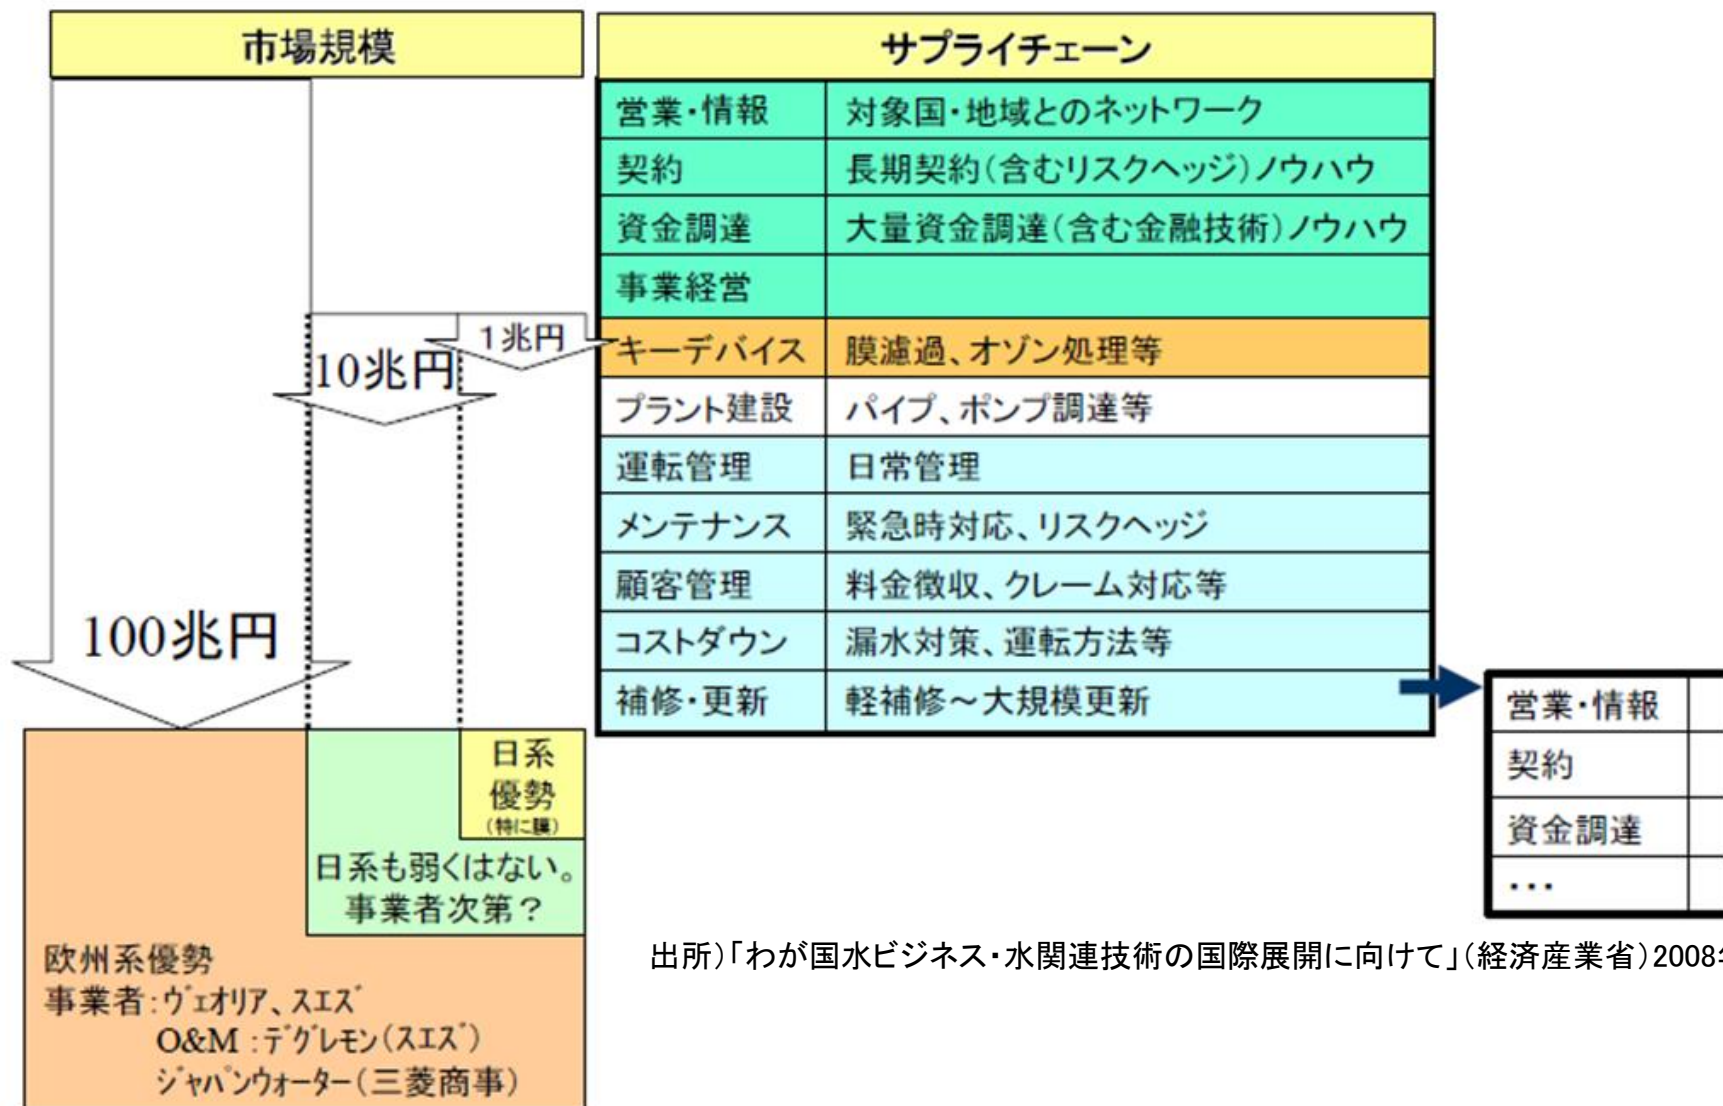 市場規模
サプライチェーン
営業・情報 対象国・地域とのネットワーク
契約 長期契約(含むリスクヘッジ)ノウハウ
資金調達 大量資金調達(含む金融技術)ノウハウ
事業経営
キーデバイス 膜濾過、オゾン処理等
プラント建設 パイプ、ポンプ調達等
運転管理 日常管理
メンテナンス 緊急時対応、リスクヘッジ
顧客管理 料金徴収、クレーム対応等
コストダウン 漏水対策、運転方法等
補修・更新 軽補修~大規模更新
1兆円
10兆円
100兆円
日系
優勢
(特に膜)
日系も弱くはない。
事業者次第?
欧州系優勢
事業者:ヴェオリア、スエズ
O&M:デグレモン(スエズ)
ジャパンウォーター(三菱商事)
営業・情報
契約
資金調達
・・・
出所)「わが国水ビジネス・水関連技術の国際展開に向けて」(経済産業省)2008